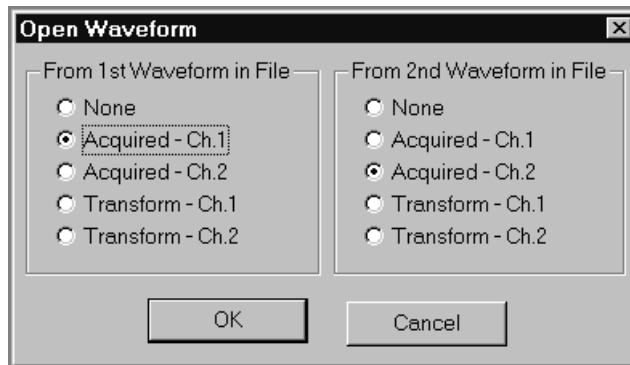 Open Waveform
From 1st Waveform in File
None
Acquired - Ch.1
Acquired - Ch.2
Transform - Ch.1
Transform - Ch.2
From 2nd Waveform in File
None
Acquired - Ch.1
Acquired - Ch.2
Transform - Ch.1
Transform - Ch.2
OK
Cancel